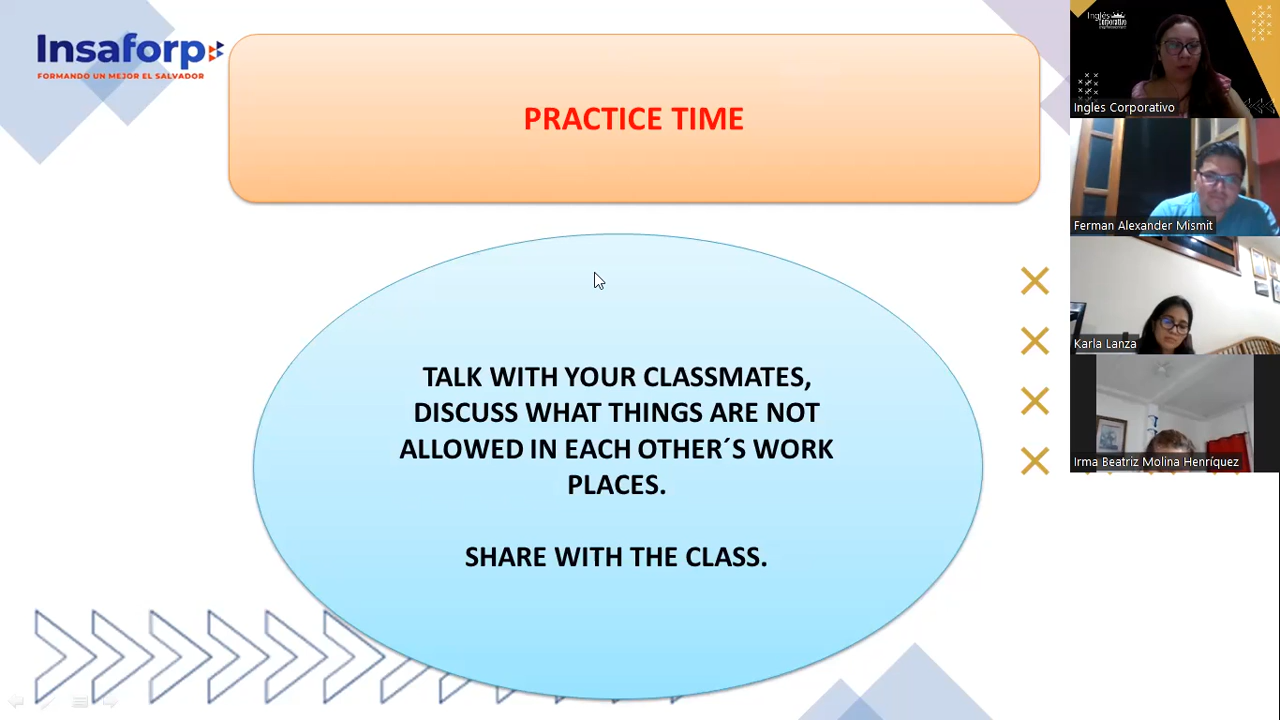 Insaforp
FORMANDO UN MEJOR EL SALVADOR
PRACTICE TIME
TALK WITH YOUR CLASSMATES,
DISCUSS WHAT THINGS ARE NOT
ALLOWED IN EACH OTHER´S WORK
PLACES.
SHARE WITH THE CLASS.
Inglés
Corporativo
Ingles Corporativo
Ferman Alexander Mismit
Karla Lanza
Irma Beatriz Molina Henríquez